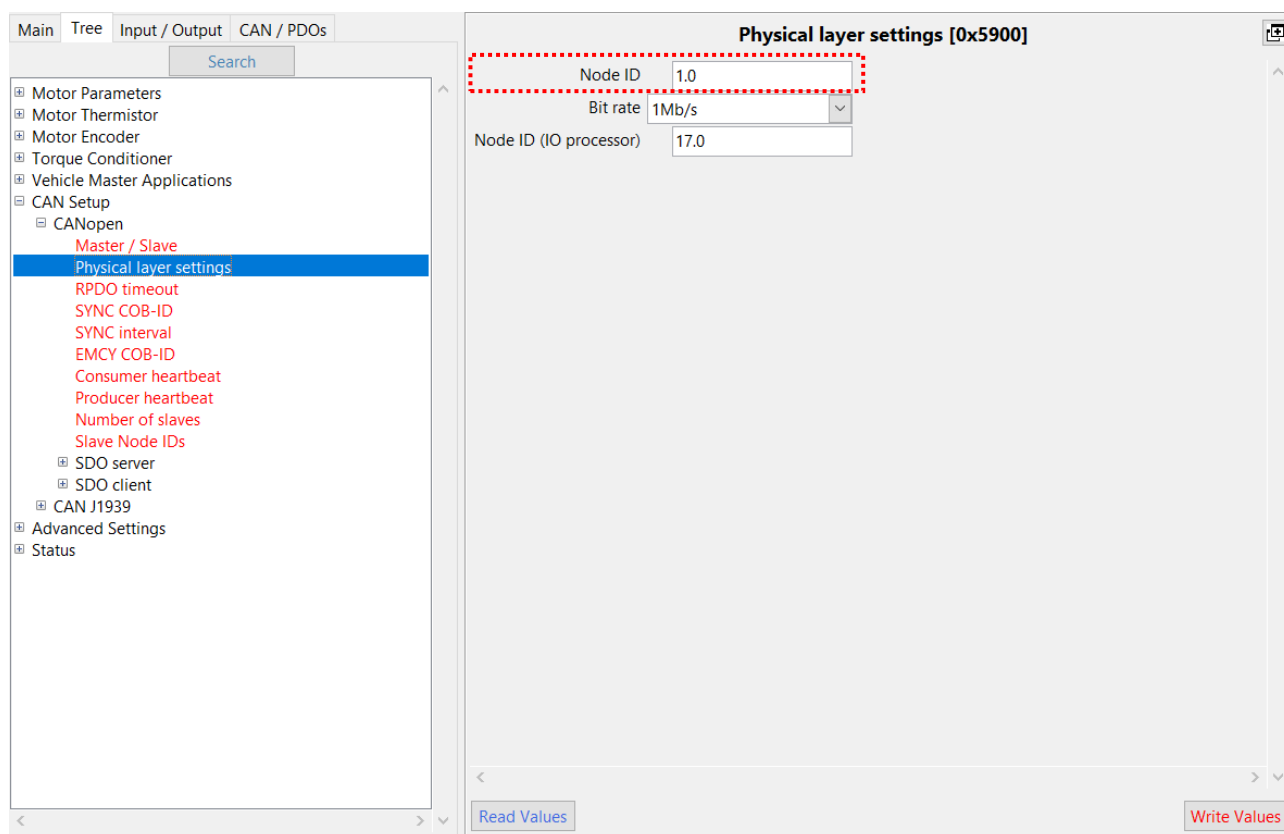 Main Tree Input / Output CAN / PDOs
Search
Motor Parameters
Motor Thermistor
Motor Encoder
Torque Conditioner
Vehicle Master Applications
CAN Setup
CANopen
Master / Slave
Physical layer settings
RPDO timeout
SYNC COB-ID
SYNC interval
EMCY COB-ID
Consumer heartbeat
Producer heartbeat
Number of slaves
Slave Node IDs
SDO server
SDO client
CAN J1939
Advanced Settings
Status
Physical layer settings [0x5900]
Node ID 1.0
Bit rate 1Mb/s
Node ID (IO processor) 17.0
Read Values
Write Values